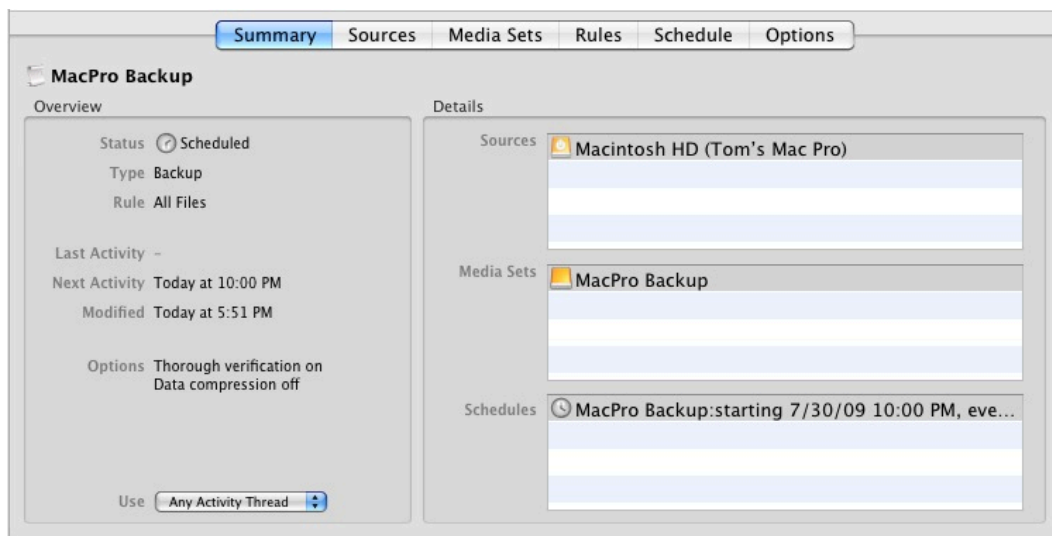 Summary Sources Media Sets Rules Schedule Options
MacPro Backup
Overview
Status Scheduled
Type Backup
Rule All Files
Last Activity –
Next Activity Today at 10:00 PM
Modified Today at 5:51 PM
Options Thorough verification on
Data compression off
Use Any Activity Thread
Details
Sources Macintosh HD (Tom's Mac Pro)
Media Sets MacPro Backup
Schedules MacPro Backup:starting 7/30/09 10:00 PM, eve...